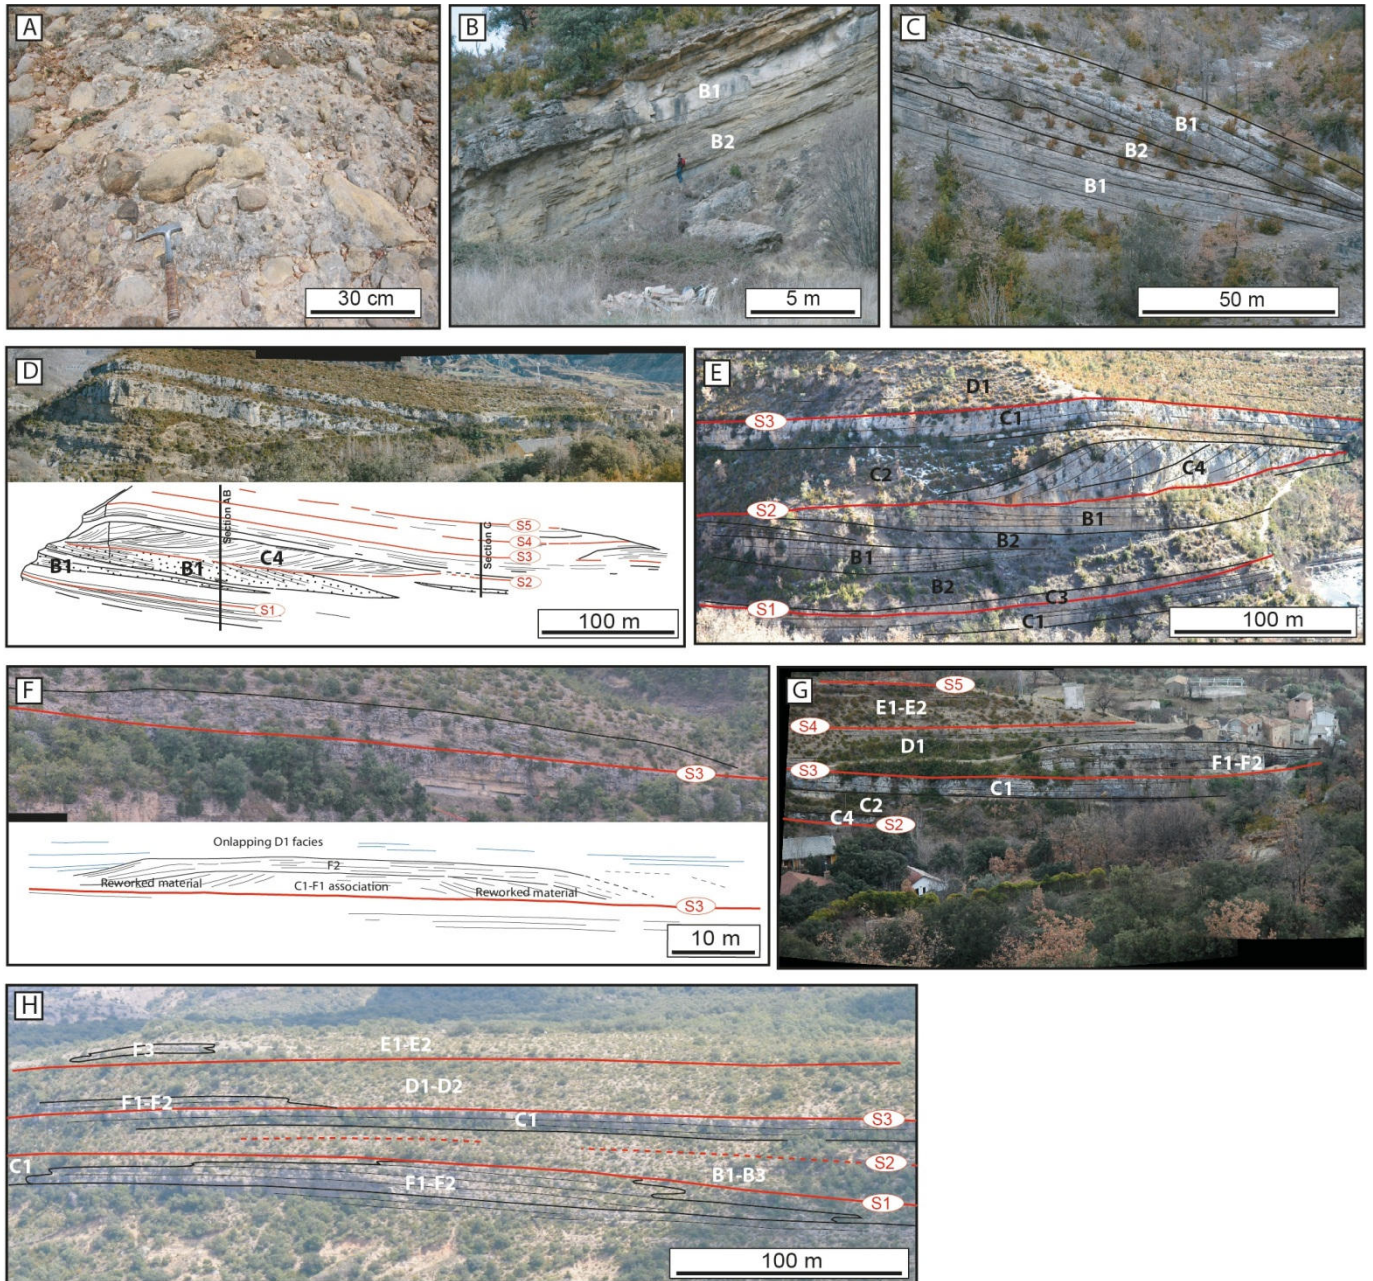 A
30 cm
B
B1
B2
5 m
C
B1
B2
B1
50 m
D
Section AB
Section C
S5
S4
S3
S2
C4
B1
B1
S1
100 m
E
D1
S3
C1
C2
C4
S2
B1
B2
B1
B2
S1
C3
C1
100 m
F
S3
Onlapping D1 facies
F2
Reworked material
C1-F1 association
Reworked material
S3
10 m
G
S5
E1-E2
S4
D1
F1-F2
S3
C1
C2
C4
S2
H
F3
E1-E2
D1-D2
F1-F2
C1
S3
S2
C1
B1-B3
F1-F2
S1
100 m